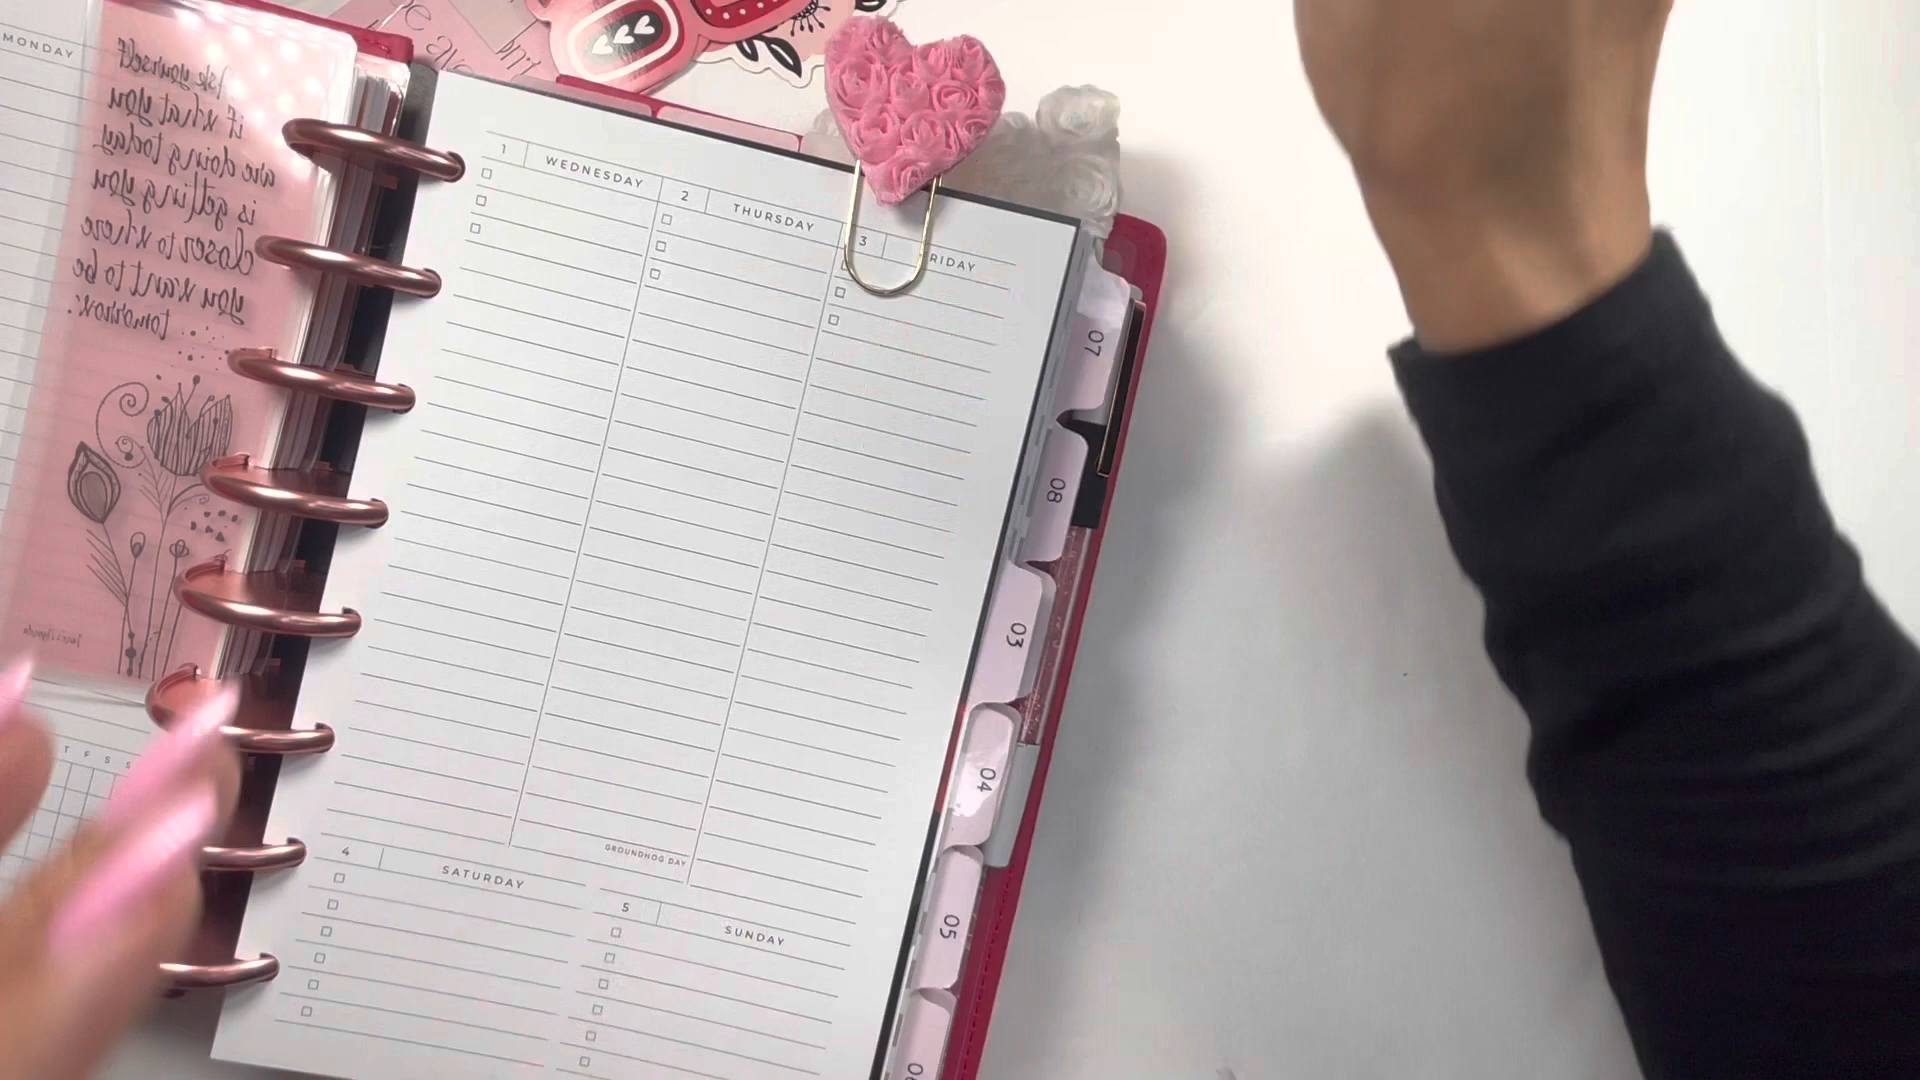 MONDAY
Ask yourself
if what you
are doing today
is getting you
closer to where
you want to be
tomorrow.
T F S S
1 WEDNESDAY
2 THURSDAY
3 FRIDAY
GROUNDHOG DAY
4 SATURDAY
5 SUNDAY
07
08
03
04
05